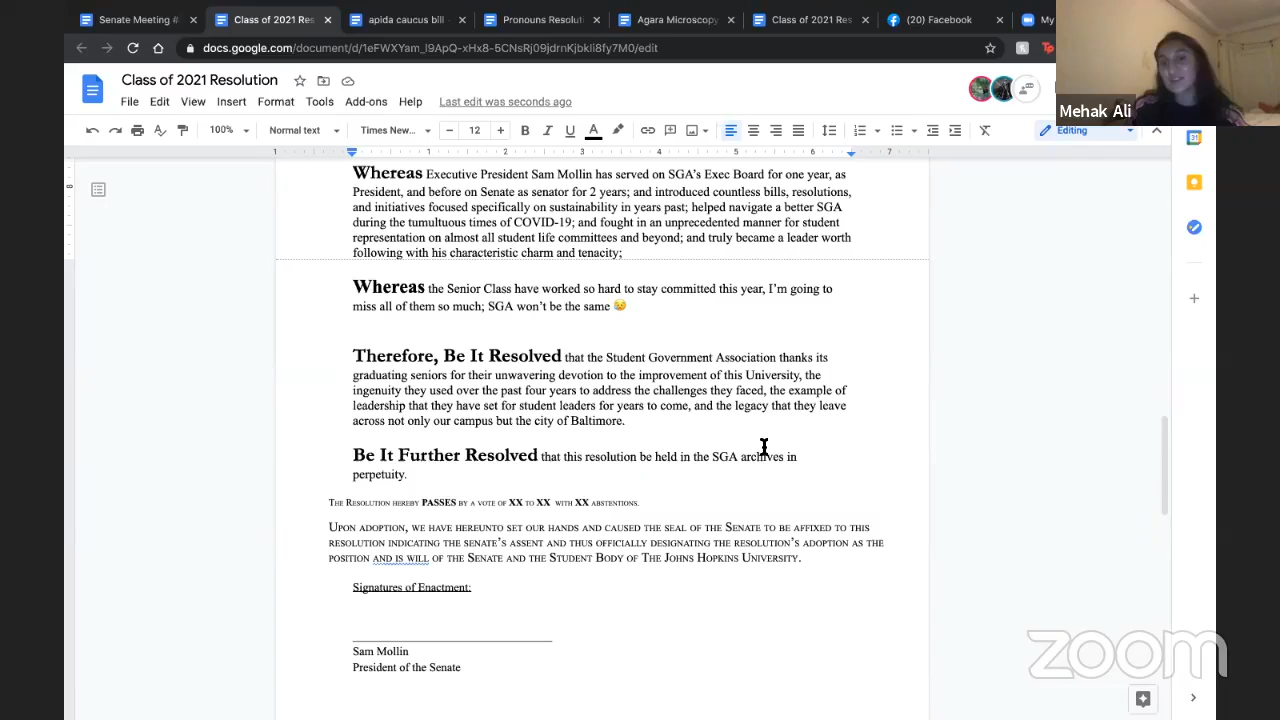 Senate Meeting #
Class of 2021 Resolution
apida caucus bill -
Pronouns Resoluti
Agara Microscopy
Class of 2021 Resol
(20) Facebook
My
docs.google.com/document/d/1eFWXYam_l9ApQ-xHx8-5CNsRj09jdrnKjbkli8fy7M0/edit
Mehak Ali
Class of 2021 Resolution
File Edit View Insert Format Tools Add-ons Help Last edit was seconds ago
100% Normal text Times New... 12 B I U A Editing
1 1 2 3 4 5 6 7
Whereas Executive President Sam Mollin has served on SGA's Exec Board for one year, as
President, and before on Senate as senator for 2 years; and introduced countless bills, resolutions,
and initiatives focused specifically on sustainability in years past; helped navigate a better SGA
during the tumultuous times of COVID-19; and fought in an unprecedented manner for student
representation on almost all student life committees and beyond; and truly became a leader worth
following with his characteristic charm and tenacity;
Whereas the Senior Class have worked so hard to stay committed this year, I'm going to
miss all of them so much; SGA won't be the same 😥
Therefore, Be It Resolved that the Student Government Association thanks its
graduating seniors for their unwavering devotion to the improvement of this University, the
ingenuity they used over the past four years to address the challenges they faced, the example of
leadership that they have set for student leaders for years to come, and the legacy that they leave
across not only our campus but the city of Baltimore.
Be It Further Resolved that this resolution be held in the SGA archives in
perpetuity.
The Resolution hereby PASSES by a vote of XX to XX with XX abstentions.
Upon adoption, we have hereunto set our hands and caused the seal of the Senate to be affixed to this
resolution indicating the senate's assent and thus officially designating the resolution's adoption as the
position and is will of the Senate and the Student Body of The Johns Hopkins University.
Signatures of Enactment:
Sam Mollin
President of the Senate
zoom